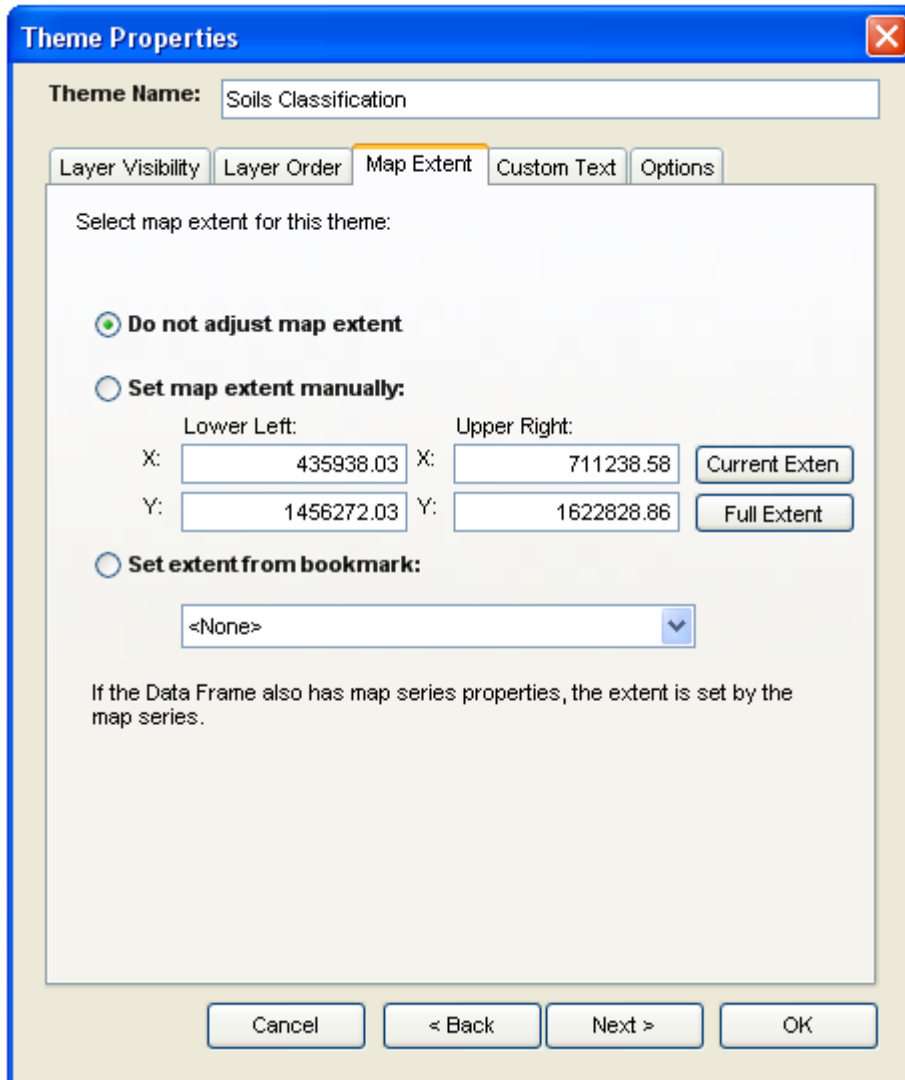 Theme Properties
Theme Name: Soils Classification
Layer Visibility Layer Order Map Extent Custom Text Options
Select map extent for this theme:
Do not adjust map extent
Set map extent manually:
Lower Left: Upper Right:
X: 435938.03 X: 711238.58 Current Exten
Y: 1456272.03 Y: 1622828.86 Full Extent
Set extent from bookmark:
<None>
If the Data Frame also has map series properties, the extent is set by the
map series.
Cancel < Back Next > OK